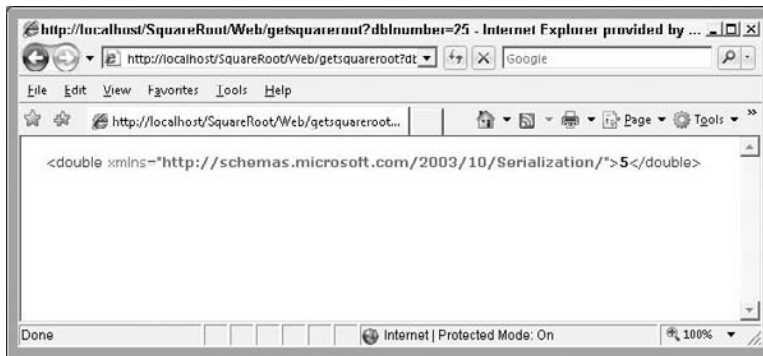 http://localhost/SquareRoot/Web/getsquareroot?dblnumber=25 - Internet Explorer provided by ...
http://localhost/SquareRoot/Web/getsquareroot?dt
Google
File Edit View Favorites Tools Help
http://localhost/SquareRoot/Web/getsquareroot...
Page Tools »
<double xmlns="http://schemas.microsoft.com/2003/10/Serialization/">5</double>
Done
Internet | Protected Mode: On
100%